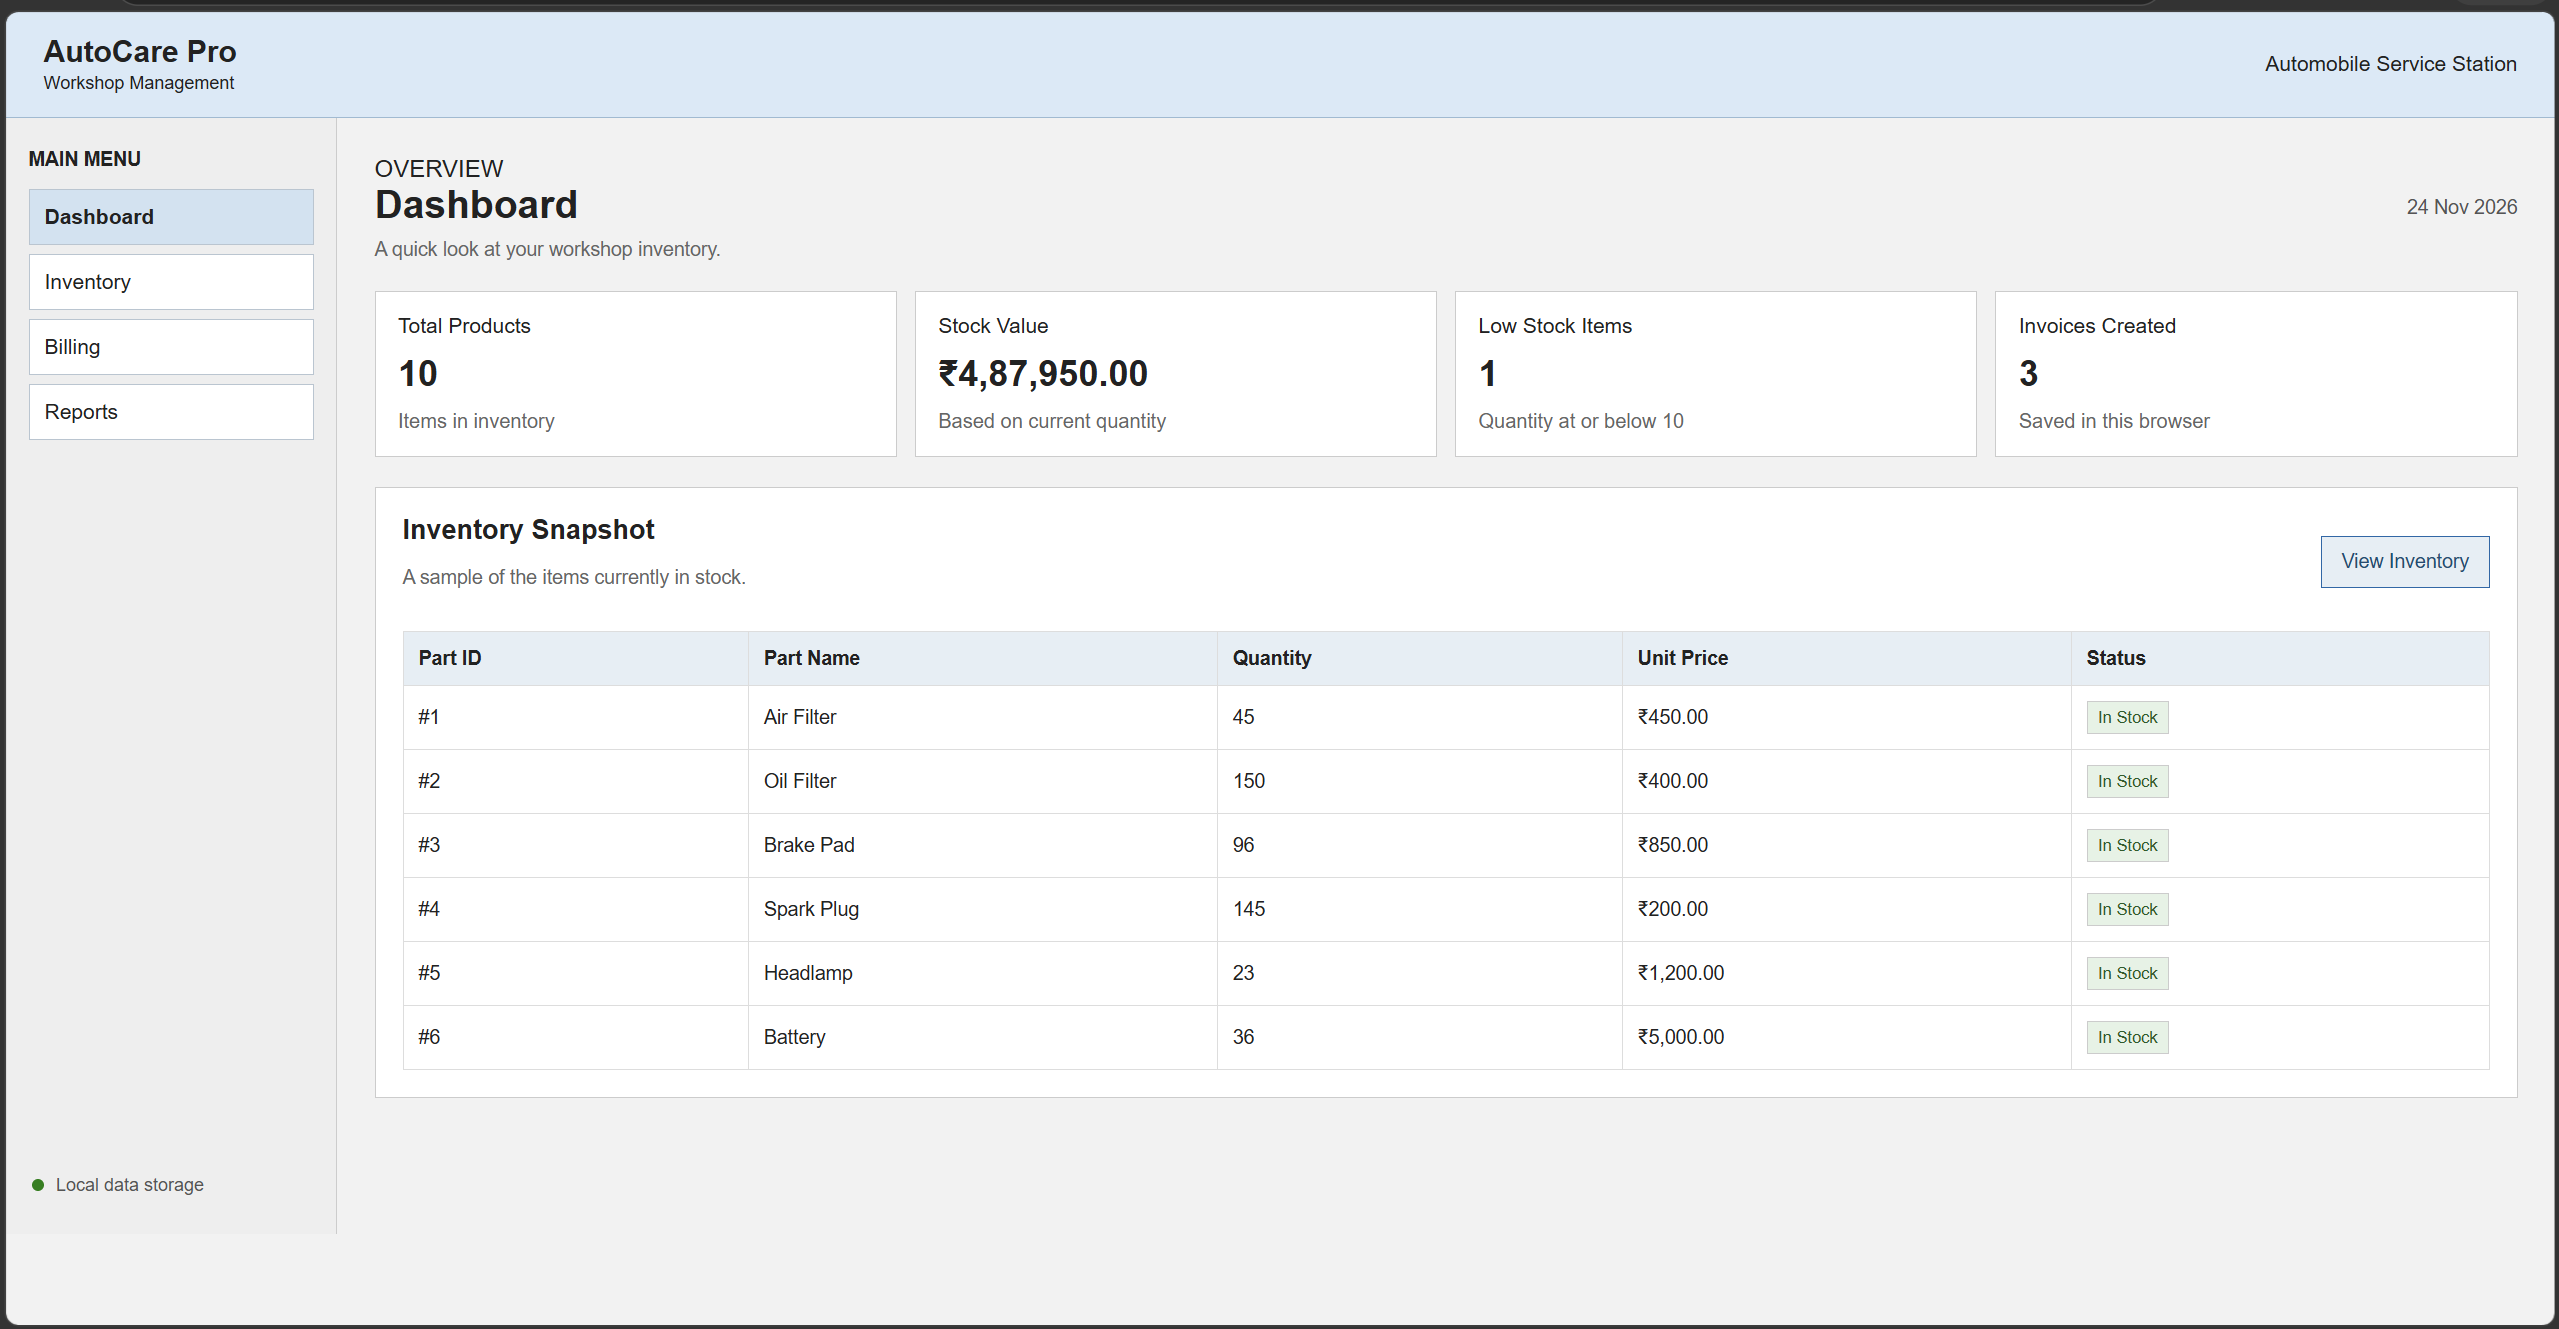 AutoCare Pro
Workshop Management
Automobile Service Station
MAIN MENU
Dashboard
Inventory
Billing
Reports
Local data storage
OVERVIEW
Dashboard
24 Nov 2026
A quick look at your workshop inventory.
Total Products
10
Items in inventory
Stock Value
₹4,87,950.00
Based on current quantity
Low Stock Items
1
Quantity at or below 10
Invoices Created
3
Saved in this browser
Inventory Snapshot
A sample of the items currently in stock.
View Inventory
Part ID Part Name Quantity Unit Price Status
#1 Air Filter 45 ₹450.00 In Stock
#2 Oil Filter 150 ₹400.00 In Stock
#3 Brake Pad 96 ₹850.00 In Stock
#4 Spark Plug 145 ₹200.00 In Stock
#5 Headlamp 23 ₹1,200.00 In Stock
#6 Battery 36 ₹5,000.00 In Stock